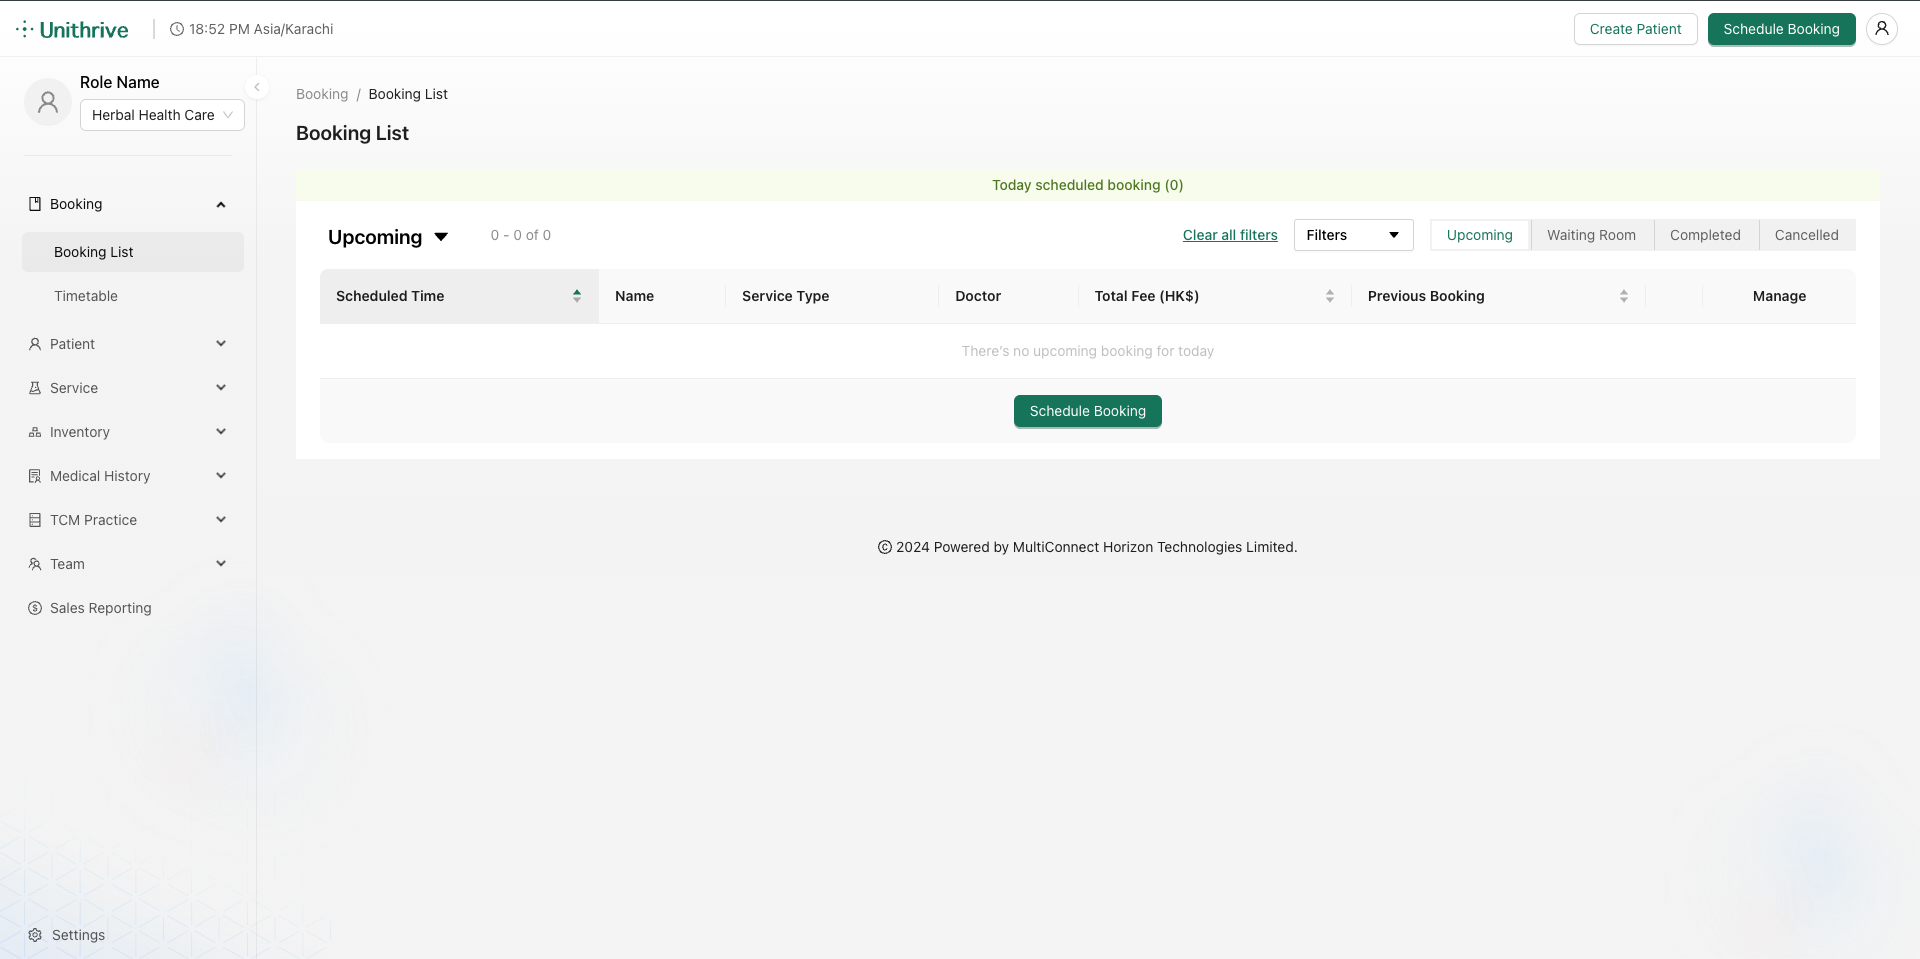 Unithrive
18:52 PM Asia/Karachi
Create Patient
Schedule Booking
Role Name
Herbal Health Care
Booking
Booking List
Timetable
Patient
Service
Inventory
Medical History
TCM Practice
Team
Sales Reporting
Settings
Booking / Booking List
Booking List
Today scheduled booking (0)
Upcoming
0 - 0 of 0
Clear all filters
Filters
Upcoming
Waiting Room
Completed
Cancelled
Scheduled Time
Name
Service Type
Doctor
Total Fee (HK$)
Previous Booking
Manage
There's no upcoming booking for today
Schedule Booking
© 2024 Powered by MultiConnect Horizon Technologies Limited.